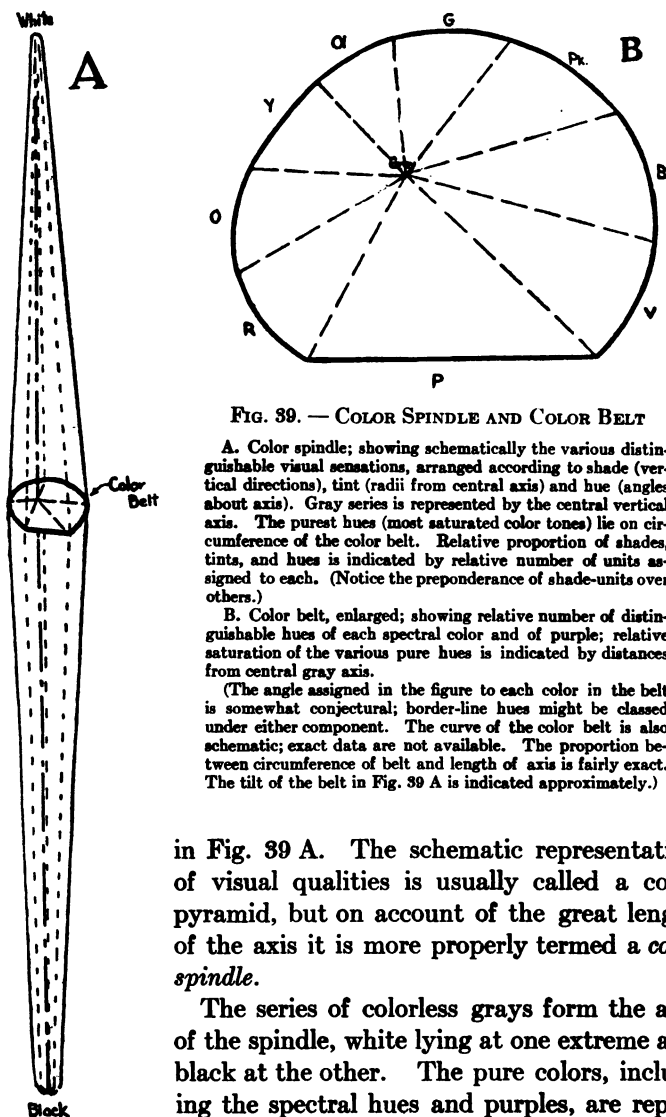 White
A
Color
Belt
Black
B
G
Pk.
B
V
P
R
O
Y
Gray
FIG. 39. — COLOR SPINDLE AND COLOR BELT
A. Color spindle; showing schematically the various distin-
guishable visual sensations, arranged according to shade (ver-
tical directions), tint (radii from central axis) and hue (angles
about axis). Gray series is represented by the central vertical
axis. The purest hues (most saturated color tones) lie on cir-
cumference of the color belt. Relative proportion of shades,
tints, and hues is indicated by relative number of units as-
signed to each. (Notice the preponderance of shade-units over
others.)
B. Color belt, enlarged; showing relative number of distin-
guishable hues of each spectral color and of purple; relative
saturation of the various pure hues is indicated by distances
from central gray axis.
(The angle assigned in the figure to each color in the belt
is somewhat conjectural; border-line hues might be classed
under either component. The curve of the color belt is also
schematic; exact data are not available. The proportion be-
tween circumference of belt and length of axis is fairly exact.
The tilt of the belt in Fig. 39 A is indicated approximately.)
in Fig. 39 A. The schematic representati
of visual qualities is usually called a co
pyramid, but on account of the great leng
of the axis it is more properly termed a co
spindle.
The series of colorless grays form the a
of the spindle, white lying at one extreme a
black at the other. The pure colors, inclu
ing the spectral hues and purples, are rep